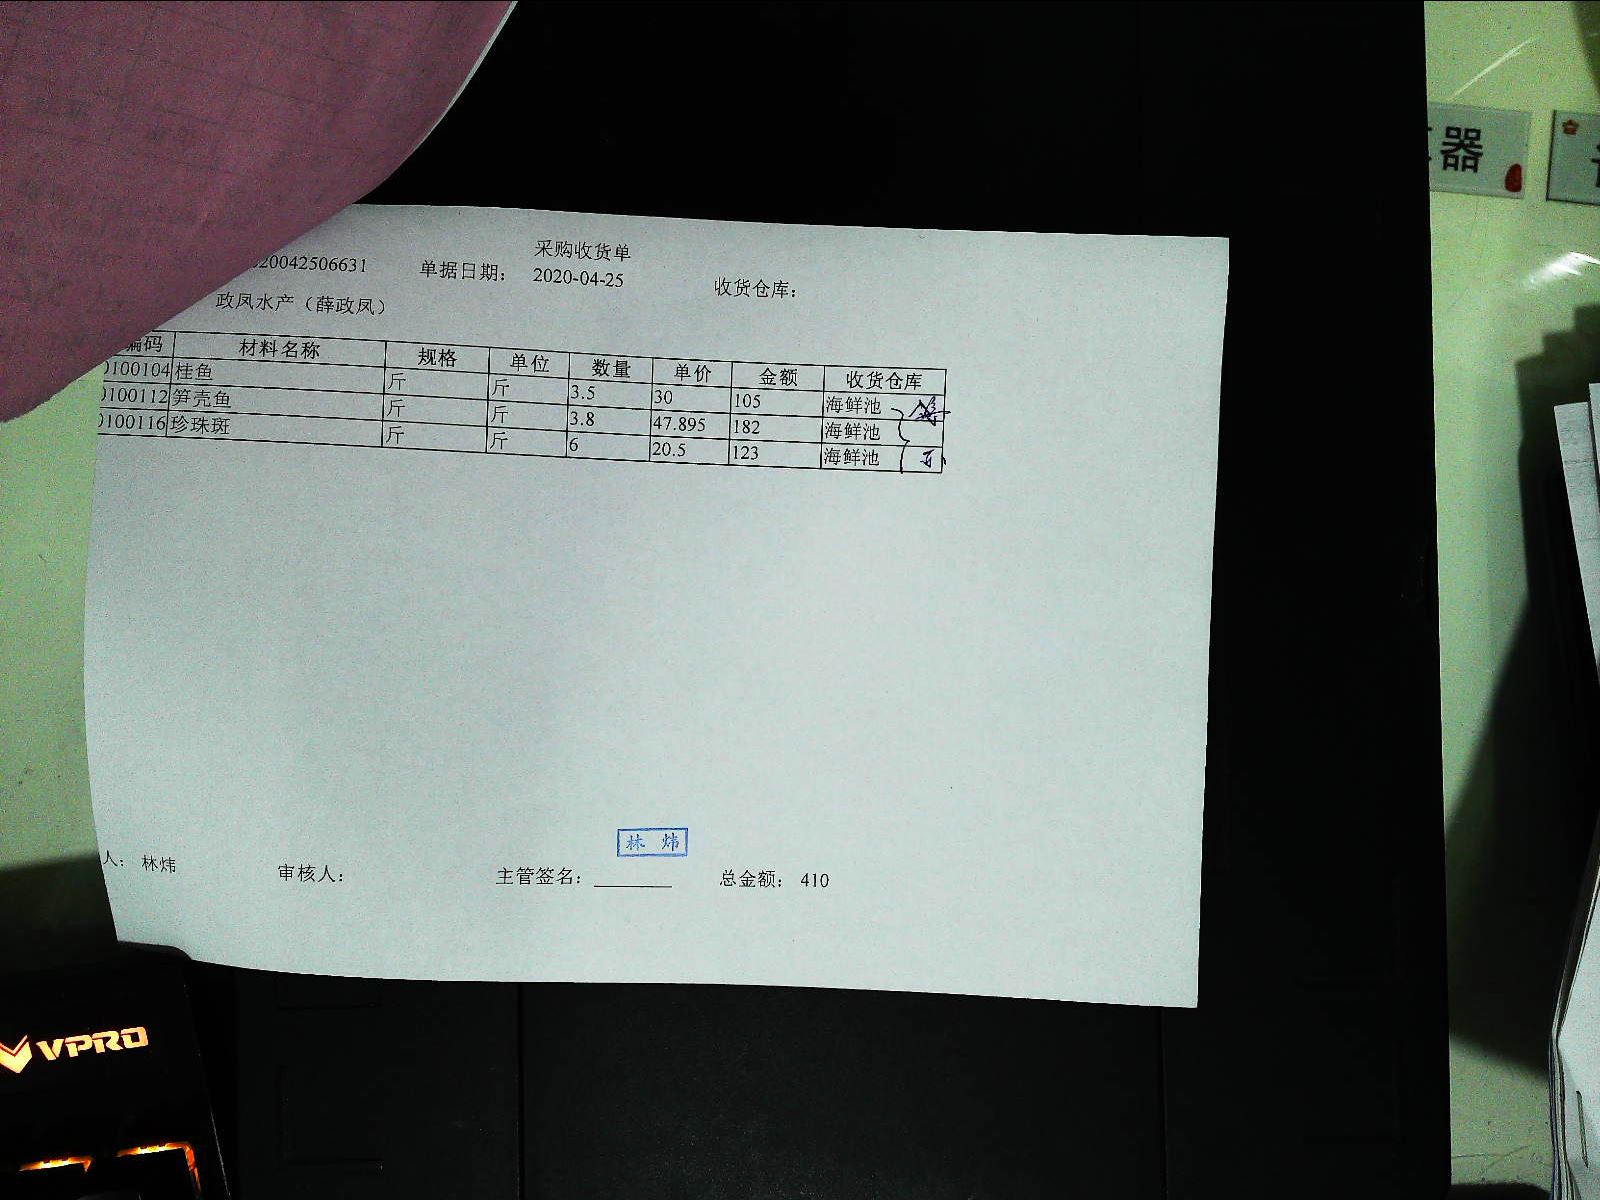 器
采购收货单
20042506631 单据日期： 2020-04-25 收货仓库：
政凤水产（薛政凤）
编码 材料名称 规格 单位 数量 单价 金额 收货仓库
0100104 桂鱼 斤 斤 3.5 30 105 海鲜池
0100112 笋壳鱼 斤 斤 3.8 47.895 182 海鲜池
0100116 珍珠斑 斤 斤 6 20.5 123 海鲜池
林 炜
人： 林炜 审核人： 主管签名： 总金额： 410
VPRO